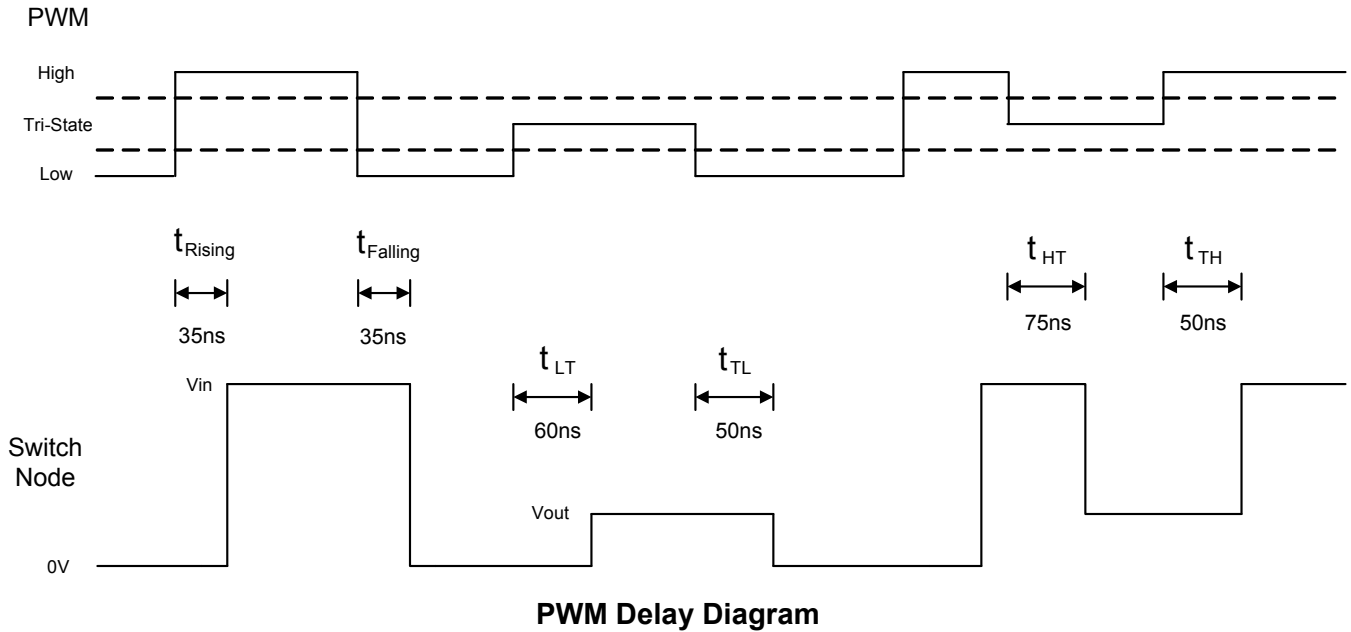 PWM
High
Tri-State
Low
tRising
tFalling
tHT
tTH
35ns
35ns
75ns
50ns
tLT
tTL
60ns
50ns
Vin
Switch
Node
Vout
0V
PWM Delay Diagram